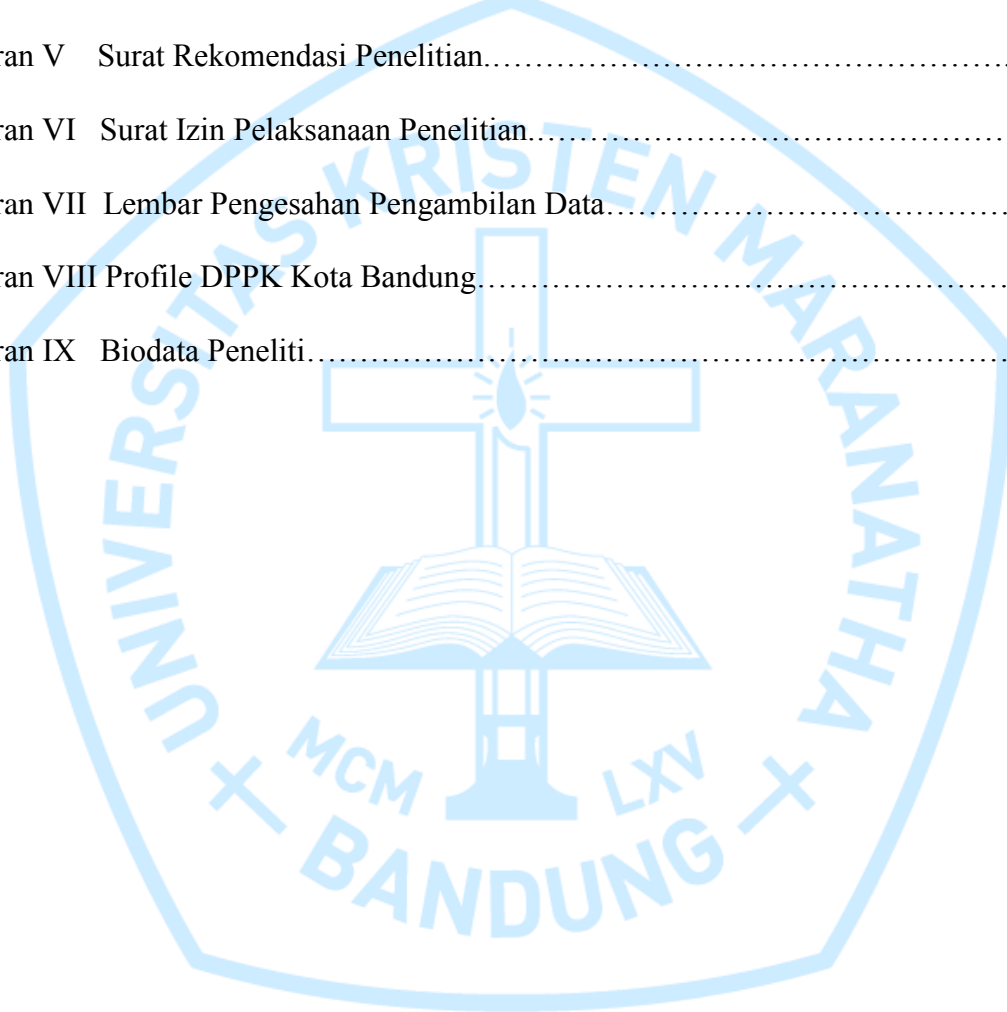 ran V Surat Rekomendasi Penelitian……………………………………………….
ran VI Surat Izin Pelaksanaan Penelitian……………………………………………
ran VII Lembar Pengesahan Pengambilan Data……………………………………
ran VIII Profile DPPK Kota Bandung…………………………………………………
ran IX Biodata Peneliti……………………………………………………………………
UNIVERSITAS KRISTEN MARANATHA
MCM LXV
BANDUNG